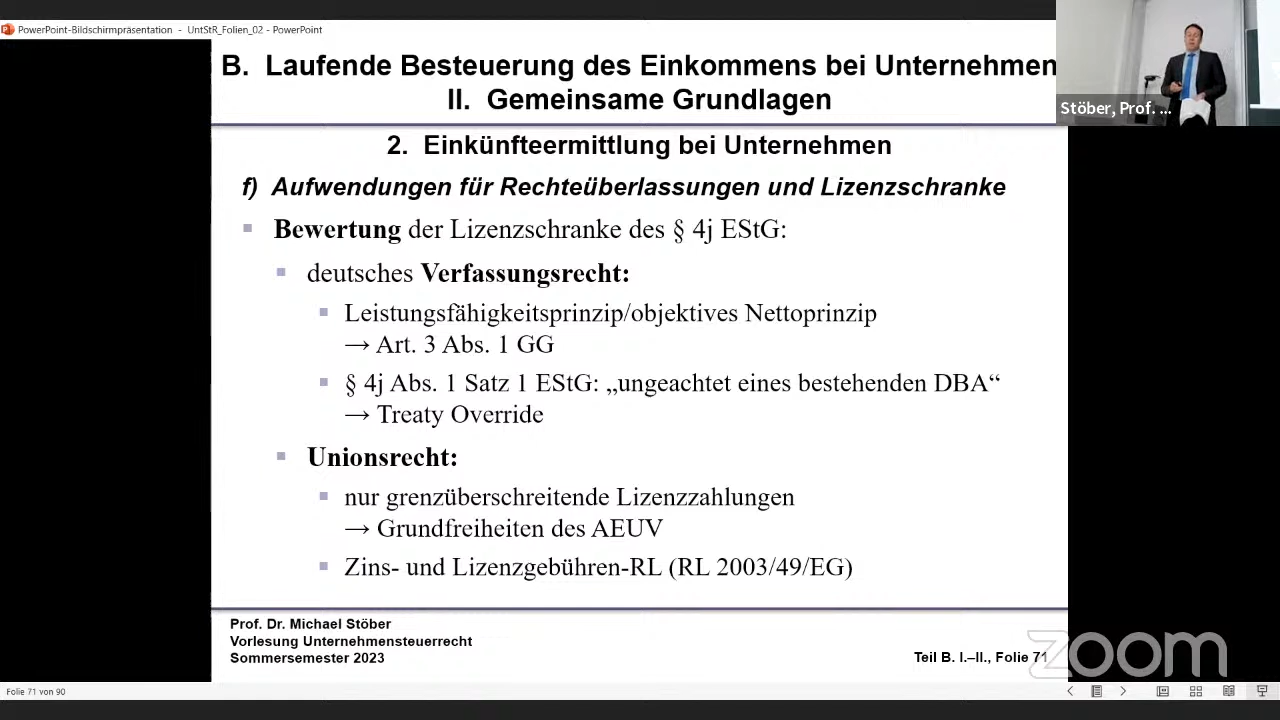 PowerPoint-Bildschirmpräsentation - UntStR_Folien_02 - PowerPoint
B. Laufende Besteuerung des Einkommens bei Unternehmen
II. Gemeinsame Grundlagen
Stöber, Prof. ...
2. Einkünfteermittlung bei Unternehmen
f) Aufwendungen für Rechteüberlassungen und Lizenzschranke
Bewertung der Lizenzschranke des § 4j EStG:
deutsches Verfassungsrecht:
Leistungsfähigkeitsprinzip/objektives Nettoprinzip
→ Art. 3 Abs. 1 GG
§ 4j Abs. 1 Satz 1 EStG: „ungeachtet eines bestehenden DBA“
→ Treaty Override
Unionsrecht:
nur grenzüberschreitende Lizenzzahlungen
→ Grundfreiheiten des AEUV
Zins- und Lizenzgebühren-RL (RL 2003/49/EG)
Prof. Dr. Michael Stöber
Vorlesung Unternehmensteuerrecht
Sommersemester 2023
Teil B. I.–II., Folie 71
zoom
Folie 71 von 90